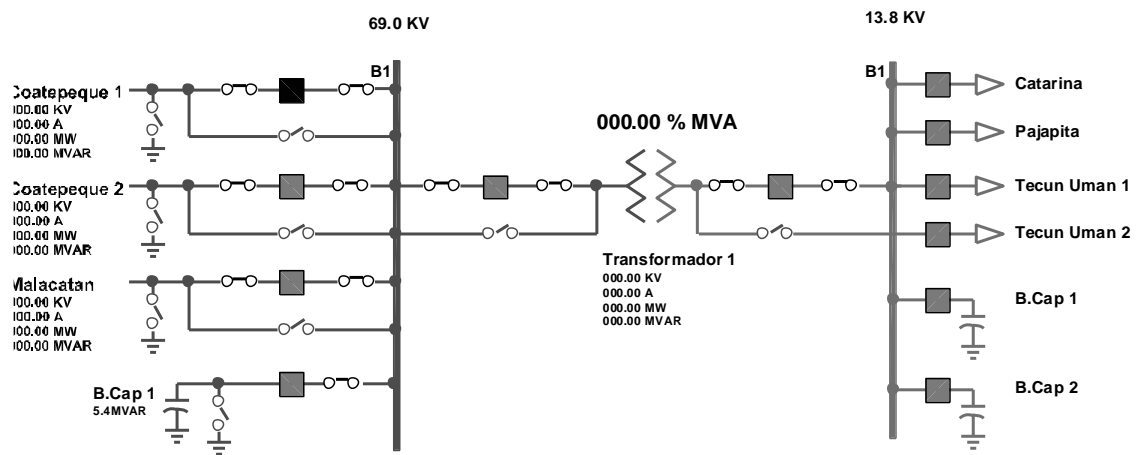 69.0 KV
13.8 KV
B1
B1
Coatepeque 1
000.00 KV
000.00 A
000.00 MW
000.00 MVAR
Coatepeque 2
000.00 KV
000.00 A
000.00 MW
000.00 MVAR
Malacatan
000.00 KV
000.00 A
000.00 MW
000.00 MVAR
B.Cap 1
5.4MVAR
000.00 % MVA
Transformador 1
000.00 KV
000.00 A
000.00 MW
000.00 MVAR
Catarina
Pajapita
Tecun Uman 1
Tecun Uman 2
B.Cap 1
B.Cap 2